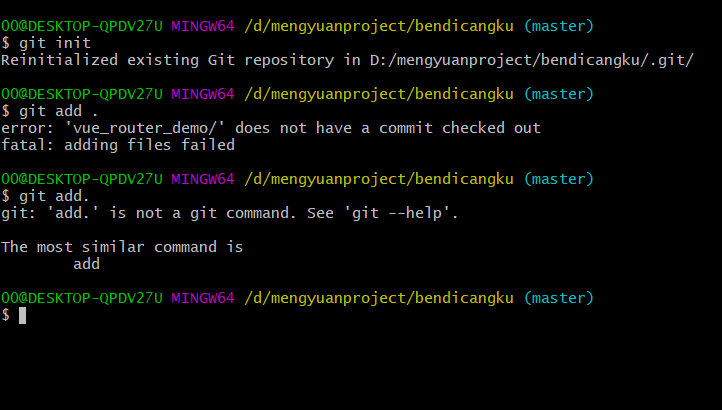 OO@DESKTOP-QPDV27U MINGW64 /d/mengyuanproject/bendicangku (master)
$ git init
Reinitialized existing Git repository in D:/mengyuanproject/bendicangku/.git/
OO@DESKTOP-QPDV27U MINGW64 /d/mengyuanproject/bendicangku (master)
$ git add .
error: 'vue_router_demo/' does not have a commit checked out
fatal: adding files failed
OO@DESKTOP-QPDV27U MINGW64 /d/mengyuanproject/bendicangku (master)
$ git add.
git: 'add.' is not a git command. See 'git --help'.
The most similar command is
        add
OO@DESKTOP-QPDV27U MINGW64 /d/mengyuanproject/bendicangku (master)
$